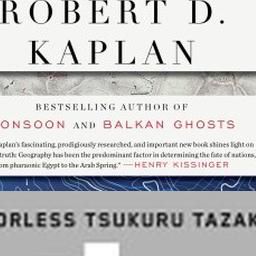 ROBERT D.
KAPLAN
BESTSELLING AUTHOR OF
ONSOON AND BALKAN GHOSTS
aplan's fascinating, prodigiously researched, and important new book shines light on
truth: Geography has been the predominant factor in determining the fate of nations,
om pharaonic Egypt to the Arab Spring." —HENRY KISSINGER
ORLESS TSUKURU TAZAK